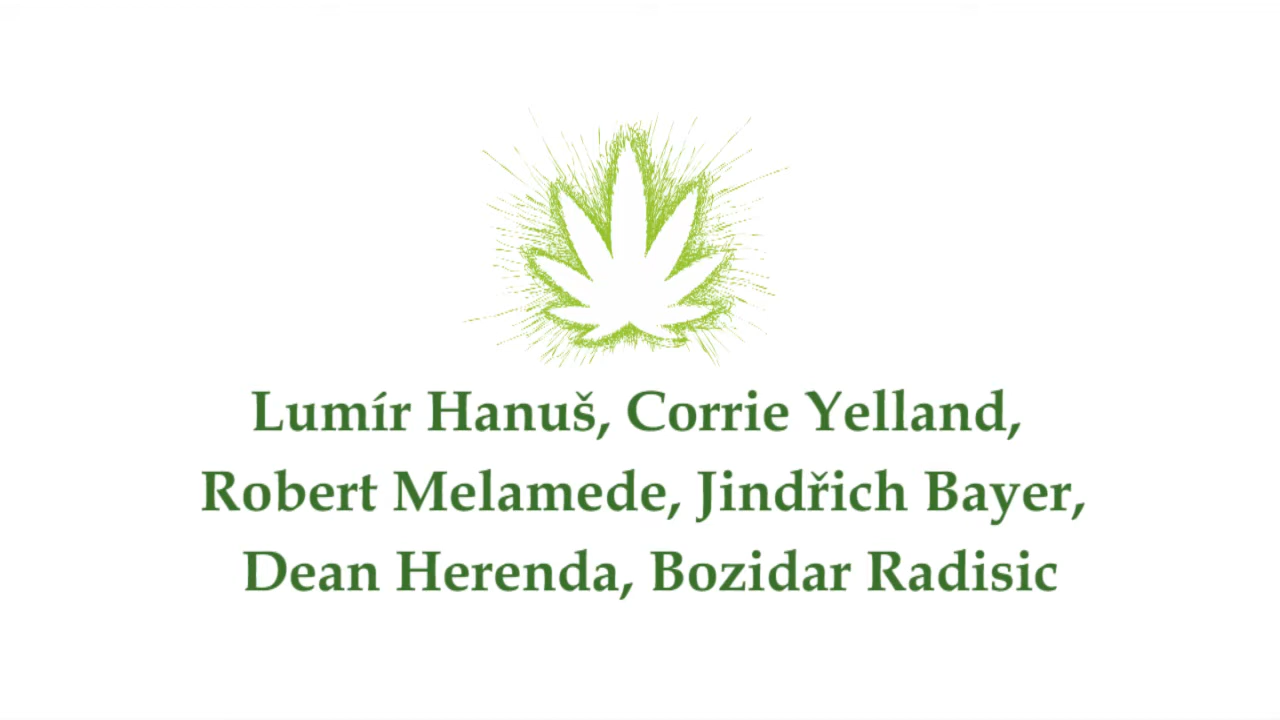 Lumír Hanuš, Corrie Yelland,
Robert Melamede, Jindřich Bayer,
Dean Herenda, Bozidar Radisic